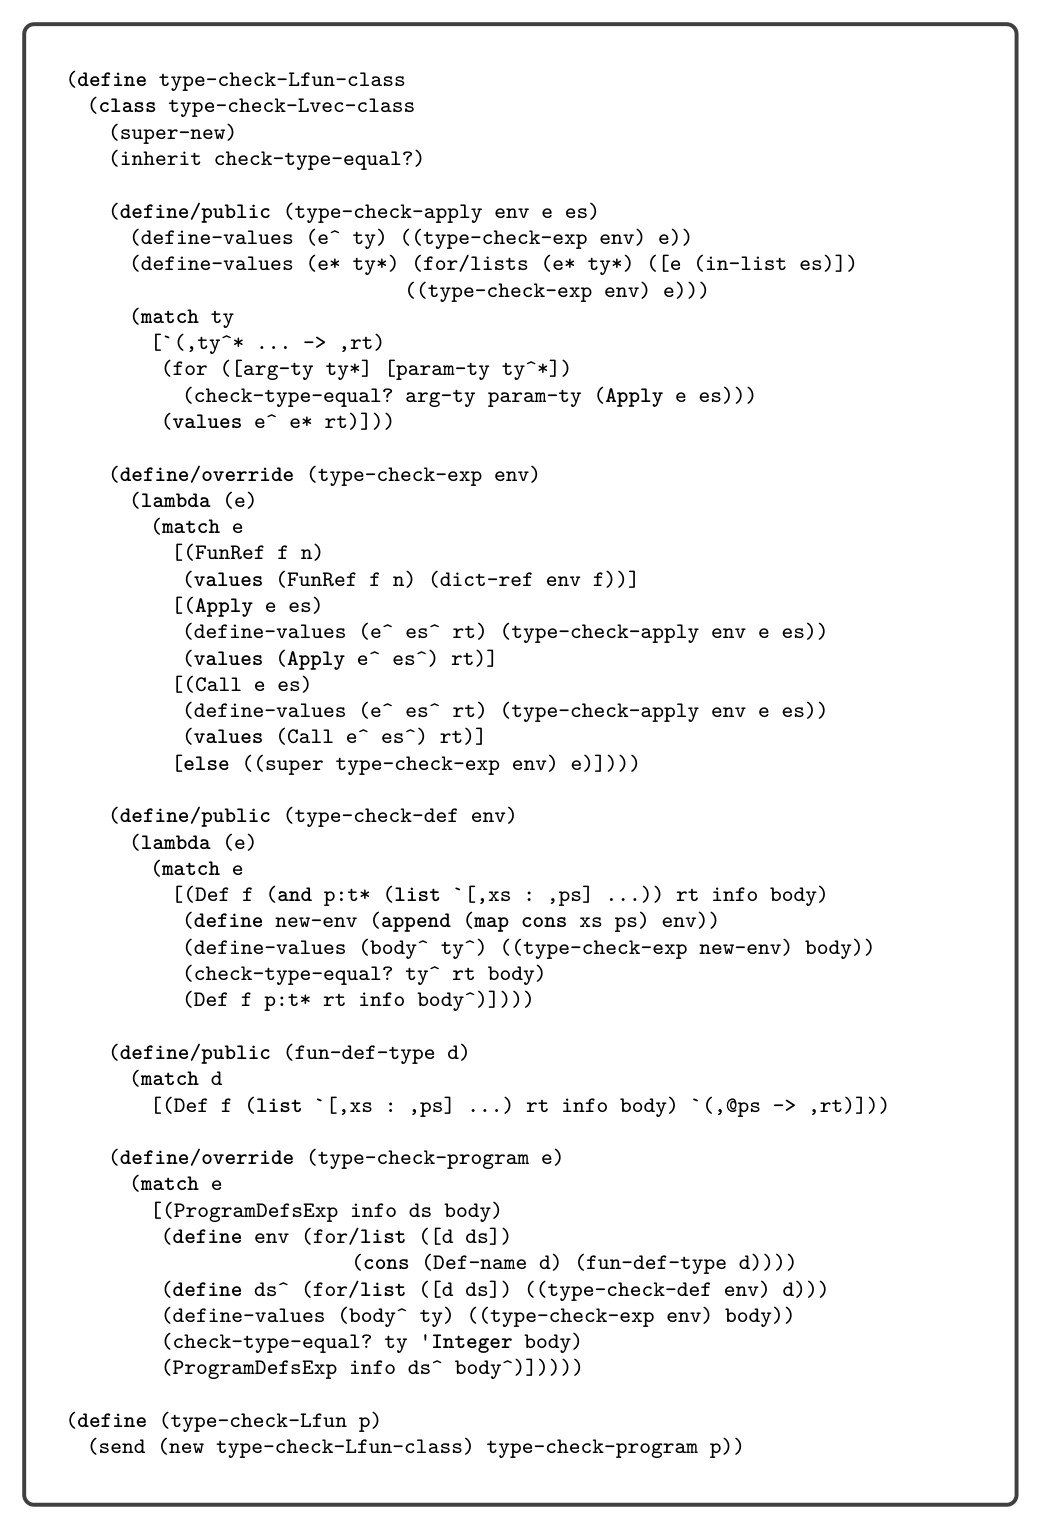 (define type-check-Lfun-class
  (class type-check-Lvec-class
    (super-new)
    (inherit check-type-equal?)

    (define/public (type-check-apply env e es)
      (define-values (e^ ty) ((type-check-exp env) e))
      (define-values (e* ty*) (for/lists (e* ty*) ([e (in-list es)])
                                ((type-check-exp env) e)))
      (match ty
        [`(,ty^* ... -> ,rt)
         (for ([arg-ty ty*] [param-ty ty^*])
           (check-type-equal? arg-ty param-ty (Apply e es)))
         (values e^ e* rt)]))

    (define/override (type-check-exp env)
      (lambda (e)
        (match e
          [(FunRef f n)
           (values (FunRef f n) (dict-ref env f))]
          [(Apply e es)
           (define-values (e^ es^ rt) (type-check-apply env e es))
           (values (Apply e^ es^) rt)]
          [(Call e es)
           (define-values (e^ es^ rt) (type-check-apply env e es))
           (values (Call e^ es^) rt)]
          [else ((super type-check-exp env) e)])))

    (define/public (type-check-def env)
      (lambda (e)
        (match e
          [(Def f (and p:t* (list `[,xs : ,ps] ...)) rt info body)
           (define new-env (append (map cons xs ps) env))
           (define-values (body^ ty^) ((type-check-exp new-env) body))
           (check-type-equal? ty^ rt body)
           (Def f p:t* rt info body^)])))

    (define/public (fun-def-type d)
      (match d
        [(Def f (list `[,xs : ,ps] ...) rt info body) `(,@ps -> ,rt)]))

    (define/override (type-check-program e)
      (match e
        [(ProgramDefsExp info ds body)
         (define env (for/list ([d ds])
                           (cons (Def-name d) (fun-def-type d))))
         (define ds^ (for/list ([d ds]) ((type-check-def env) d)))
         (define-values (body^ ty) ((type-check-exp env) body))
         (check-type-equal? ty 'Integer body)
         (ProgramDefsExp info ds^ body^)]))))

(define (type-check-Lfun p)
  (send (new type-check-Lfun-class) type-check-program p))